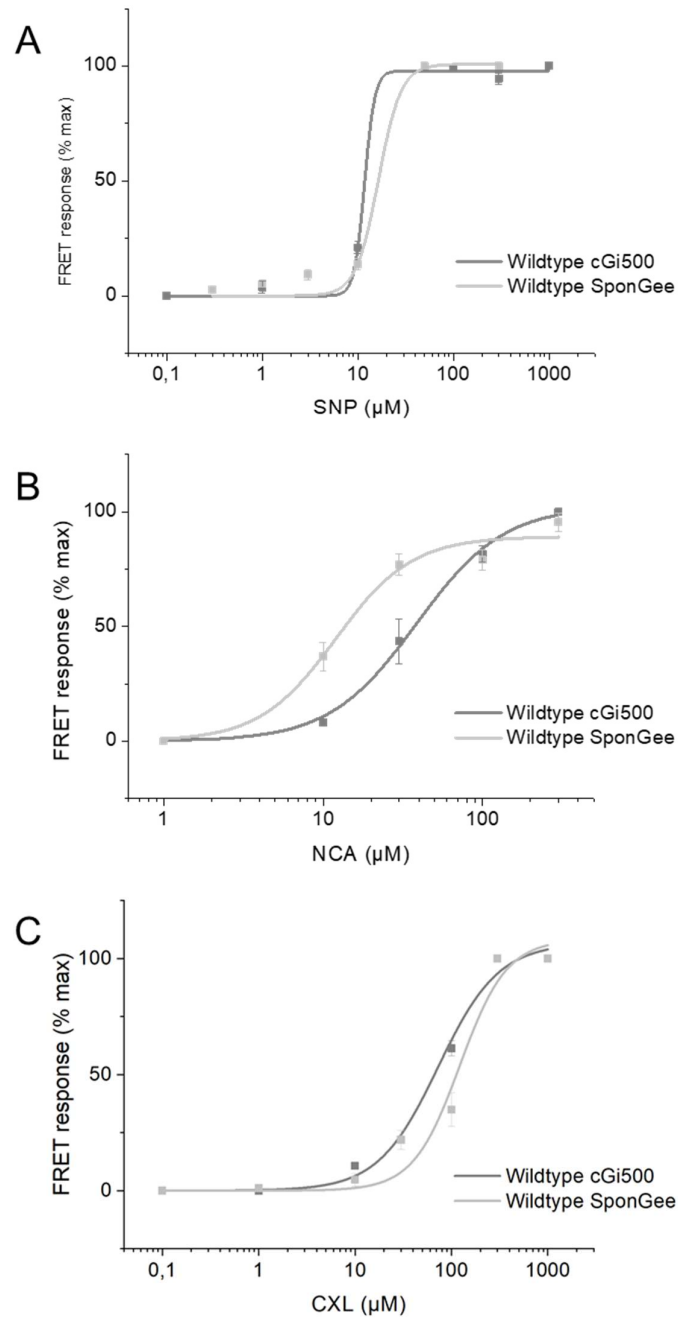 A
FRET response (% max)
100
50
0
Wildtype cGi500
Wildtype SponGee
0,1 1 10 100 1000
SNP (µM)
B
FRET response (% max)
100
50
0
Wildtype cGi500
Wildtype SponGee
1 10 100
NCA (µM)
C
FRET response (% max)
100
50
0
Wildtype cGi500
Wildtype SponGee
0,1 1 10 100 1000
CXL (µM)